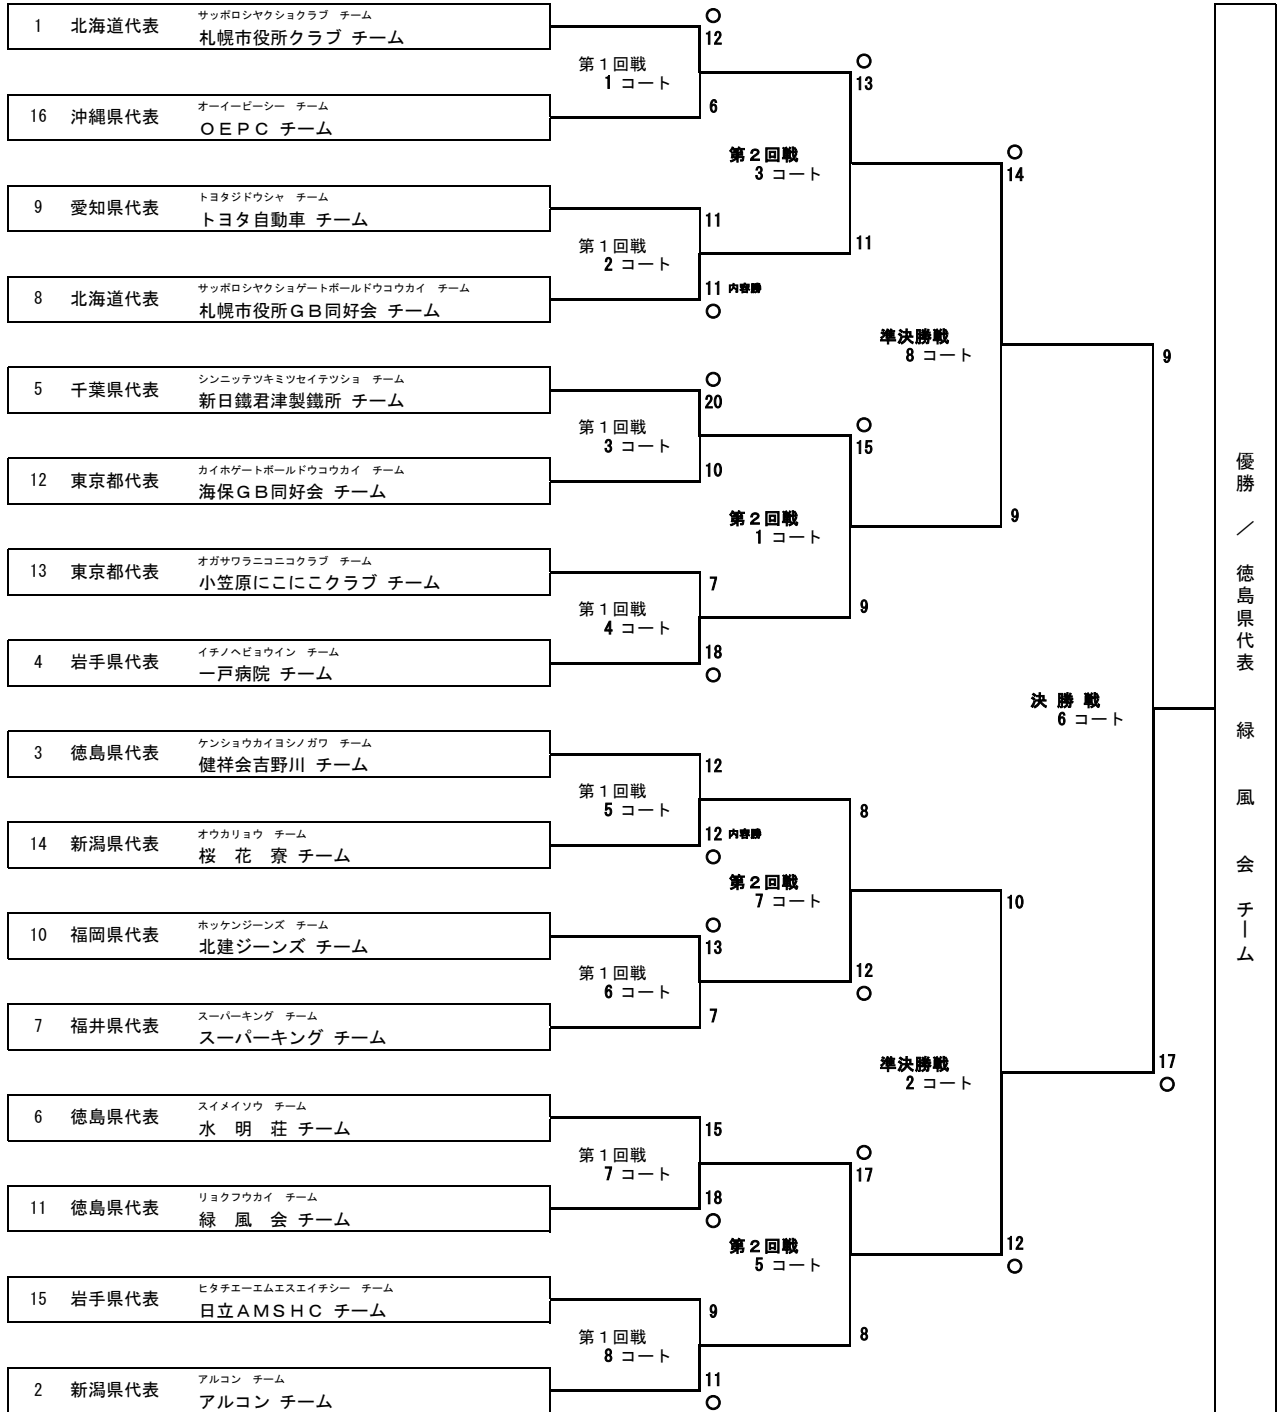 サッポロシヤクショクラブ チーム
1 北海道代表 札幌市役所クラブ チーム
○
12
第１回戦
1 コート
○
13
6
オーイーピーシー チーム
16 沖縄県代表 ＯＥＰＣ チーム
第２回戦
3 コート
○
14
トヨタジドウシャ チーム
9 愛知県代表 トヨタ自動車 チーム
11
第１回戦
2 コート
11
サッポロシヤクショゲートボールドウコウカイ チーム
8 北海道代表 札幌市役所ＧＢ同好会 チーム
11 内容勝
○
準決勝戦
8 コート
9
シンニッテツキミツセイテツショ チーム
5 千葉県代表 新日鐵君津製鐵所 チーム
○
20
第１回戦
3 コート
○
15
10
カイホゲートボールドウコウカイ チーム
12 東京都代表 海保ＧＢ同好会 チーム
第２回戦
1 コート
9
オガサワラニコニコクラブ チーム
13 東京都代表 小笠原にこにこクラブ チーム
7
第１回戦
4 コート
9
イチノヘビョウイン チーム
4 岩手県代表 一戸病院 チーム
18
○
決 勝 戦
6 コート
ケンショウカイヨシノガワ チーム
3 徳島県代表 健祥会吉野川 チーム
12
第１回戦
5 コート
8
オウカリョウ チーム
14 新潟県代表 桜 花 寮 チーム
12 内容勝
○
第２回戦
7 コート
10
ホッケンジーンズ チーム
10 福岡県代表 北建ジーンズ チーム
○
13
第１回戦
6 コート
12
○
7
スーパーキング チーム
7 福井県代表 スーパーキング チーム
準決勝戦
2 コート
17
○
スイメイソウ チーム
6 徳島県代表 水 明 荘 チーム
15
第１回戦
7 コート
○
17
リョクフウカイ チーム
11 徳島県代表 緑 風 会 チーム
18
○
第２回戦
5 コート
12
○
ヒタチエーエムエスエイチシー チーム
15 岩手県代表 日立ＡＭＳＨＣ チーム
9
第１回戦
8 コート
8
アルコン チーム
2 新潟県代表 アルコン チーム
11
○
優勝 ／ 徳島県代表 緑 風 会 チーム